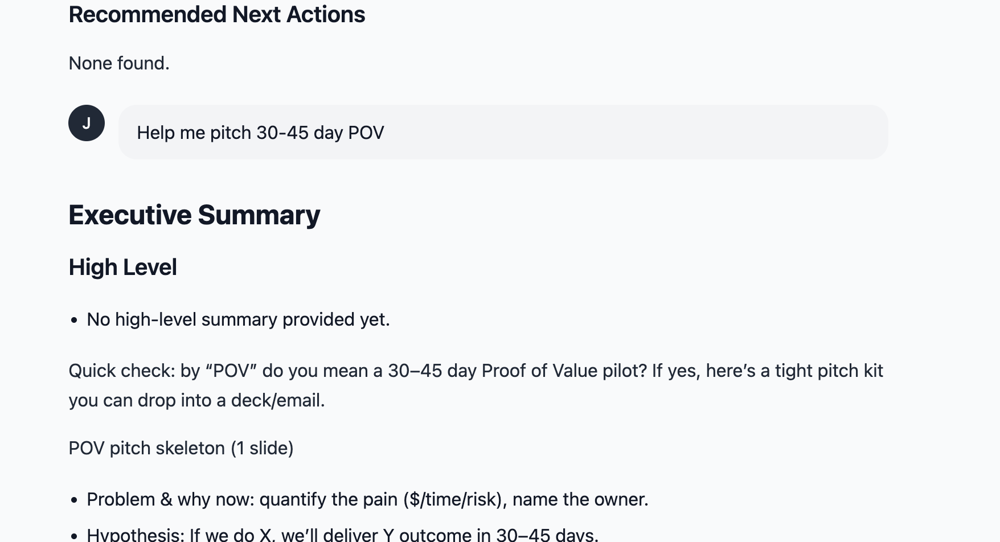 Recommended Next Actions
None found.
J
Help me pitch 30-45 day POV
Executive Summary
High Level
• No high-level summary provided yet.
Quick check: by “POV” do you mean a 30–45 day Proof of Value pilot? If yes, here’s a tight pitch kit
you can drop into a deck/email.
POV pitch skeleton (1 slide)
• Problem & why now: quantify the pain ($/time/risk), name the owner.
• Hypothesis: If we do X, we’ll deliver Y outcome in 30–45 days.